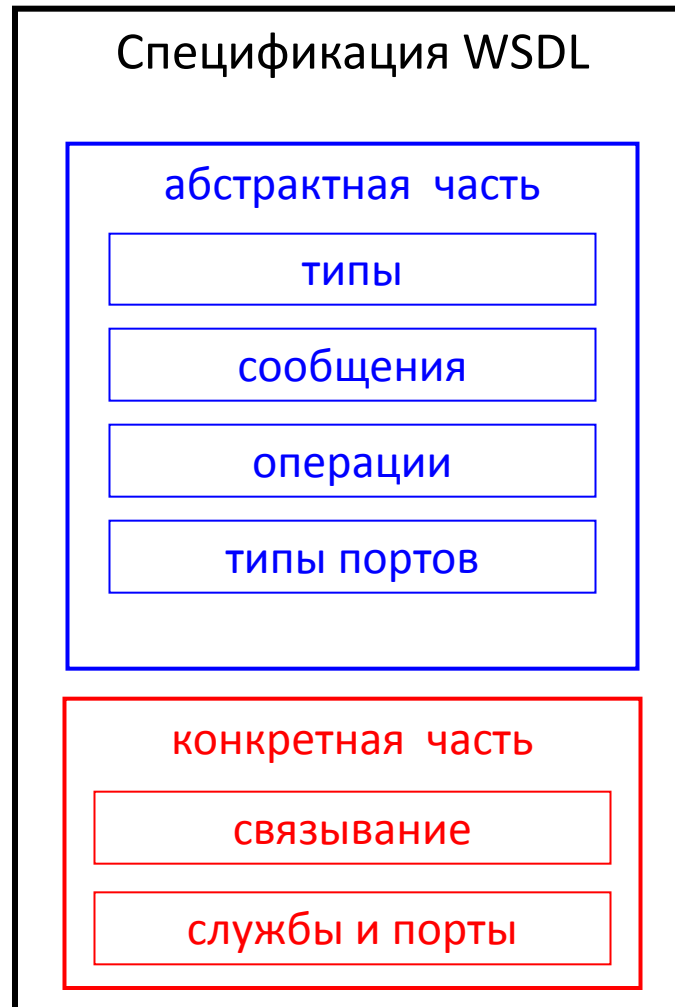 Спецификация WSDL
абстрактная часть
типы
сообщения
операции
типы портов
конкретная часть
связывание
службы и порты